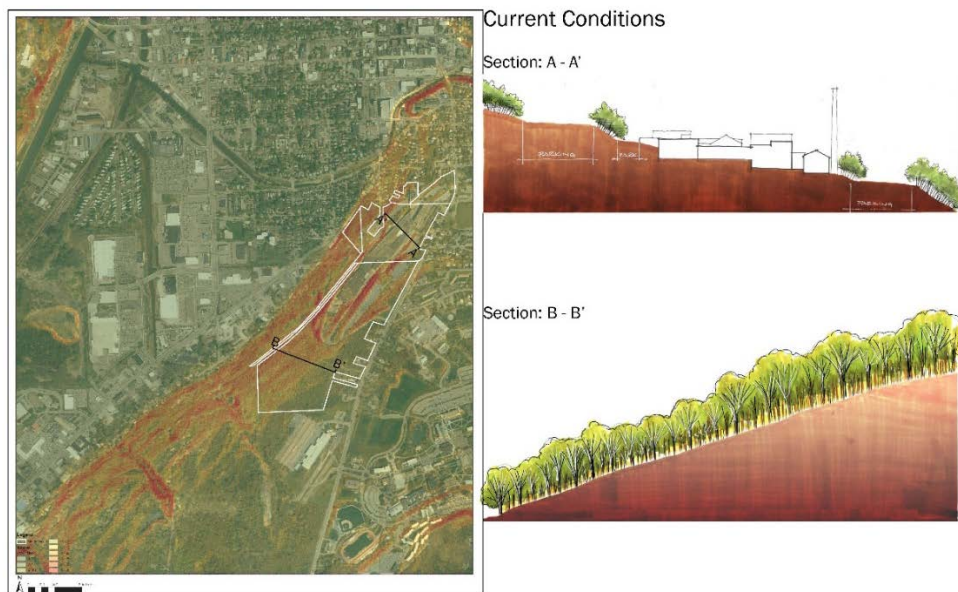 Current Conditions
Section: A - A'
PARKING
PARK
PARKING
Section: B - B'
A
A'
B
B'
N